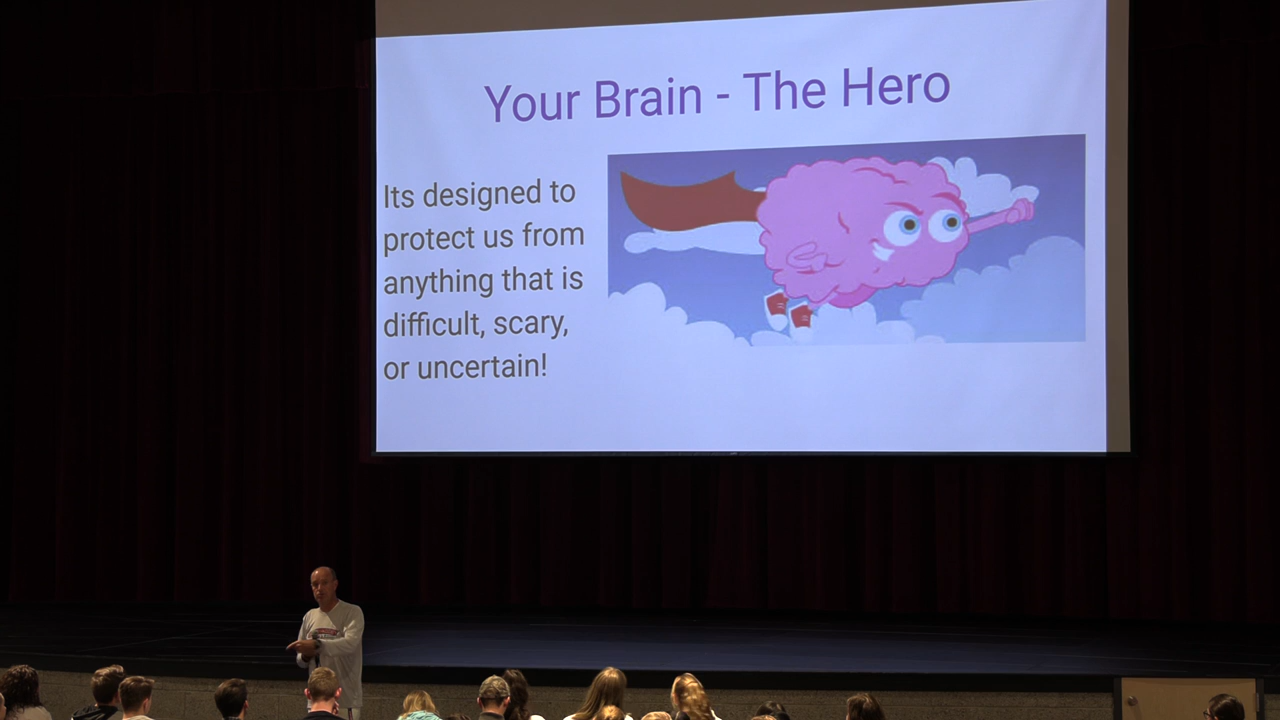 Your Brain - The Hero
Its designed to
protect us from
anything that is
difficult, scary,
or uncertain!